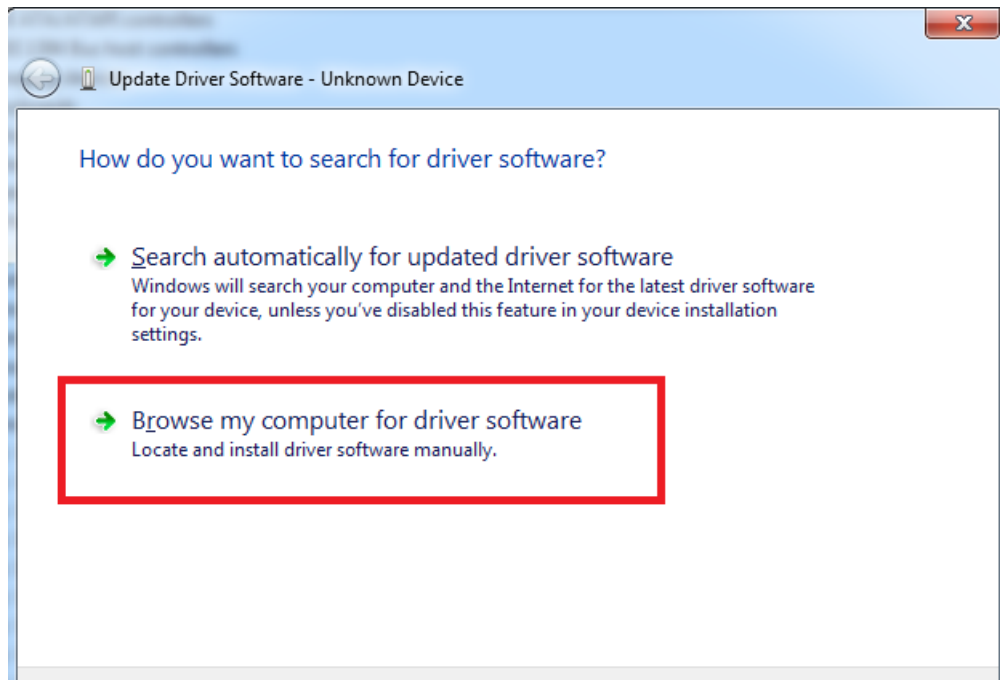 Update Driver Software - Unknown Device
How do you want to search for driver software?
Search automatically for updated driver software
Windows will search your computer and the Internet for the latest driver software
for your device, unless you've disabled this feature in your device installation
settings.
Browse my computer for driver software
Locate and install driver software manually.